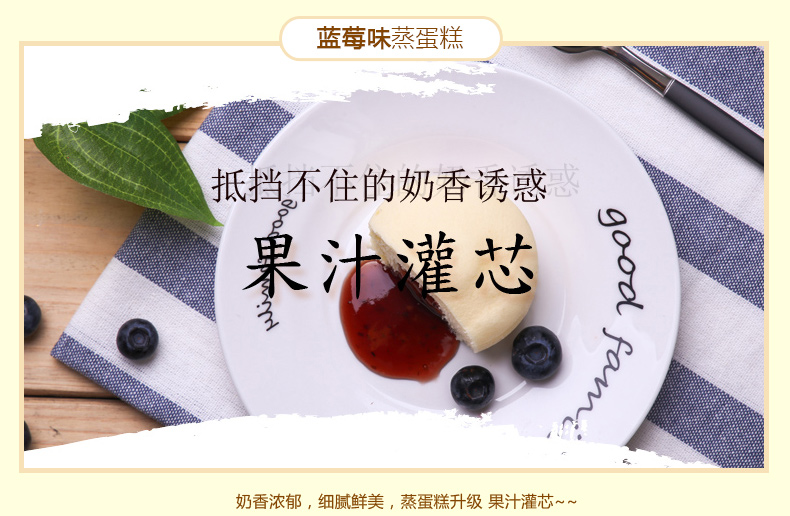 蓝莓味蒸蛋糕
抵挡不住的奶香诱惑
果汁灌芯
good fami
奶香浓郁，细腻鲜美，蒸蛋糕升级 果汁灌芯~~